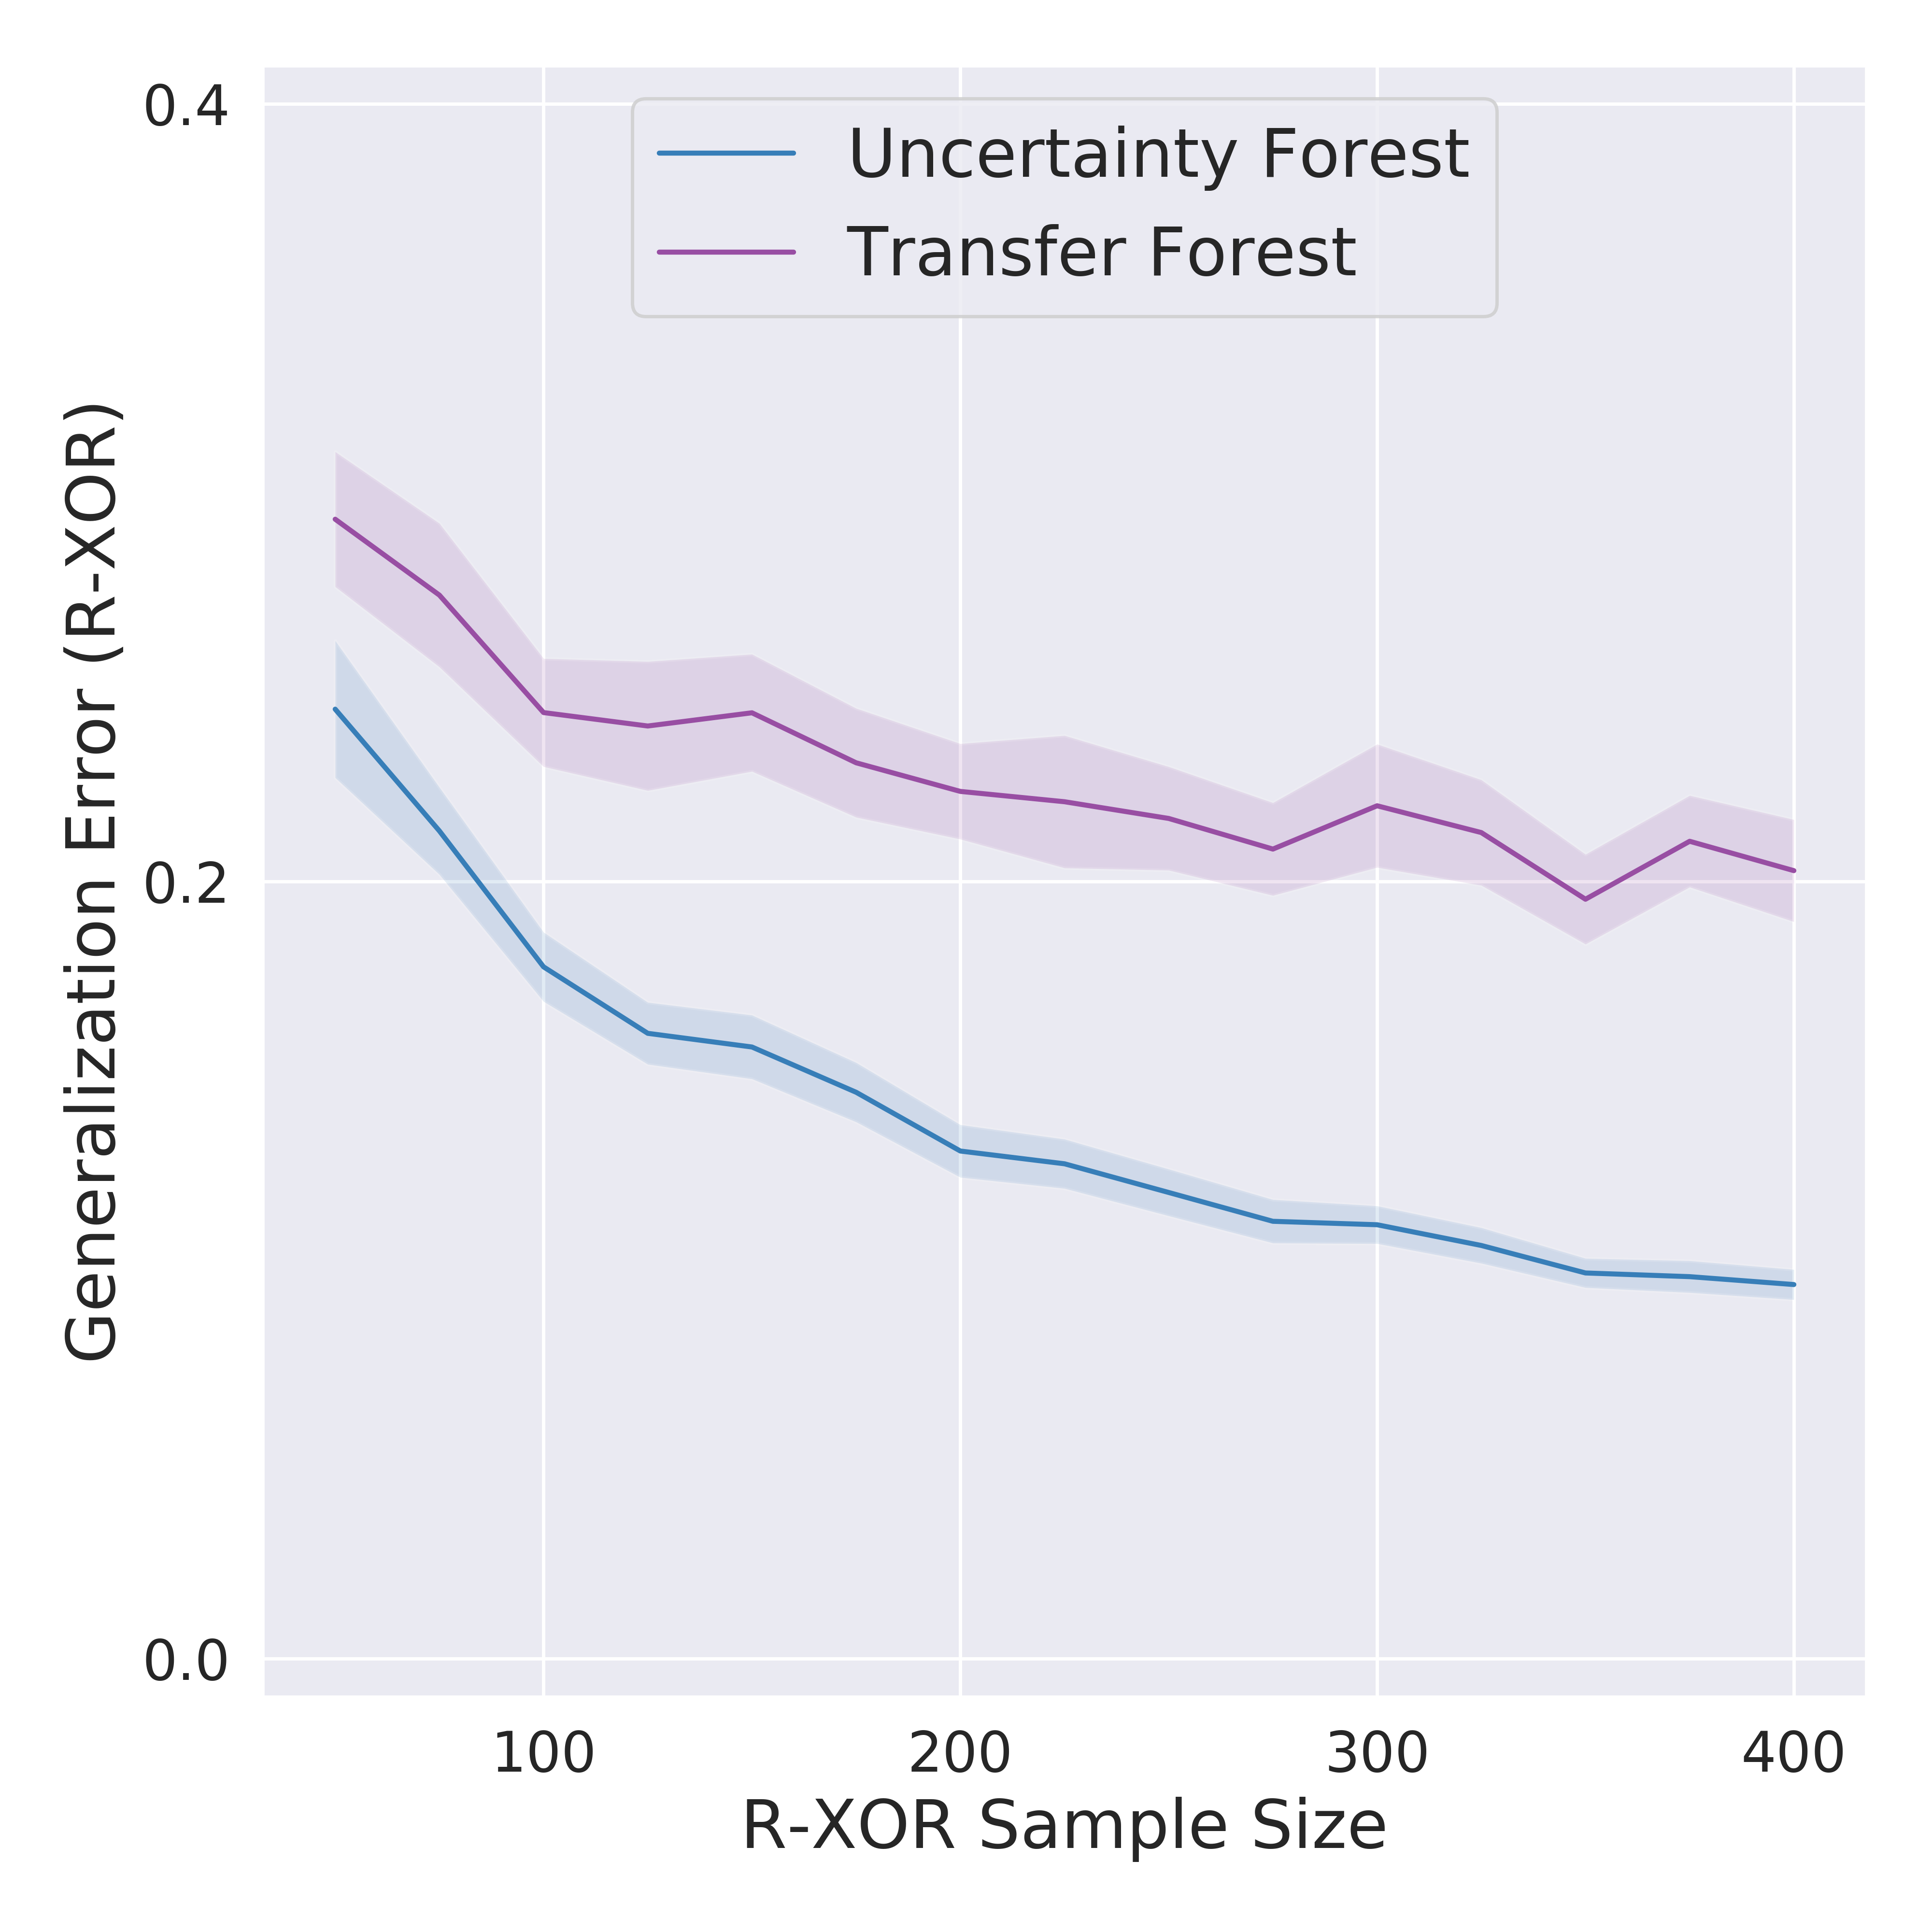 Uncertainty Forest
Transfer Forest
Generalization Error (R-XOR)
0.4
0.2
0.0
100 200 300 400
R-XOR Sample Size